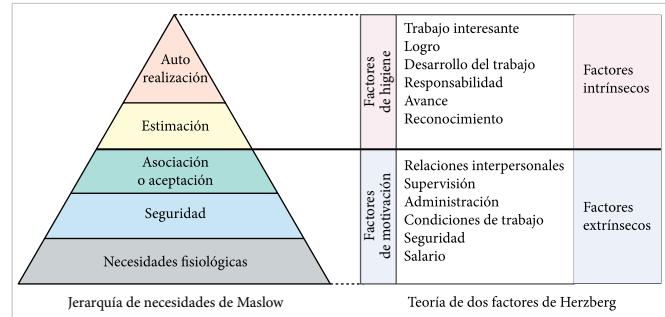 Auto
realización
Estimación
Asociación
o aceptación
Seguridad
Necesidades fisiológicas
Jerarquía de necesidades de Maslow
Factores
de higiene
Trabajo interesante
Logro
Desarrollo del trabajo
Responsabilidad
Avance
Reconocimiento
Factores
intrínsecos
Factores
de motivación
Relaciones interpersonales
Supervisión
Administración
Condiciones de trabajo
Seguridad
Salario
Factores
extrínsecos
Teoría de dos factores de Herzberg